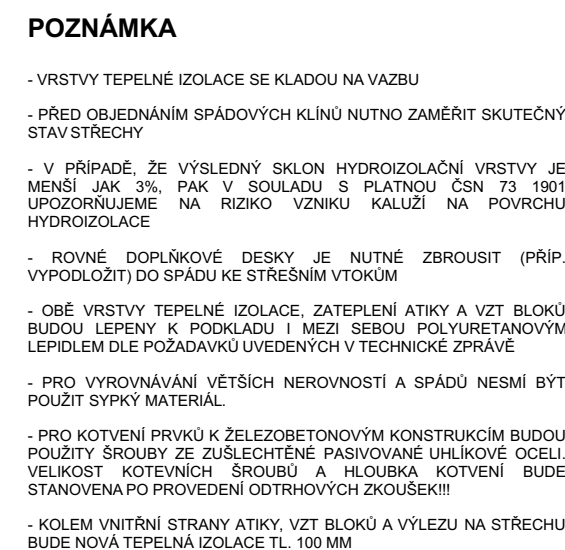 POZNÁMKA
- VRSTVY TEPELNÉ IZOLACE SE KLADOU NA VAZBU
- PŘED OBJEDNÁNÍM SPÁDOVÝCH KLÍNŮ NUTNO ZAMĚŘIT SKUTEČNÝ
STAV STŘECHY
- V PŘÍPADĚ, ŽE VÝSLEDNÝ SKLON HYDROIZOLAČNÍ VRSTVY JE
MENŠÍ JAK 3%, PAK V SOULADU S PLATNOU ČSN 73 1901
UPOZORŇUJEME NA RIZIKO VZNIKU KALUŽÍ NA POVRCHU
HYDROIZOLACE
- ROVNÉ DOPLŇKOVÉ DESKY JE NUTNÉ ZBROUSIT (PŘÍP.
VYPODLOŽIT) DO SPÁDU KE STŘEŠNÍM VTOKŮM
- OBĚ VRSTVY TEPELNÉ IZOLACE, ZATEPLENÍ ATIKY A VZT BLOKŮ
BUDOU LEPENY K PODKLADU I MEZI SEBOU POLYURETANOVÝM
LEPIDLEM DLE POŽADAVKŮ UVEDENÝCH V TECHNICKÉ ZPRÁVĚ
- PRO VYROVNÁVÁNÍ VĚTŠÍCH NEROVNOSTÍ A SPÁDŮ NESMÍ BÝT
POUŽIT SYPKÝ MATERIÁL.
- PRO KOTVENÍ PRVKŮ K ŽELEZOBETONOVÝM KONSTRUKCÍM BUDOU
POUŽITY ŠROUBY ZE ZUŠLECHTĚNÉ PASIVOVANÉ UHLÍKOVÉ OCELI.
VELIKOST KOTEVNÍCH ŠROUBŮ A HLOUBKA KOTVENÍ BUDE
STANOVENA PO PROVEDENÍ ODTRHOVÝCH ZKOUŠEK!!!
- KOLEM VNITŘNÍ STRANY ATIKY, VZT BLOKŮ A VÝLEZU NA STŘECHU
BUDE NOVÁ TEPELNÁ IZOLACE TL. 100 MM